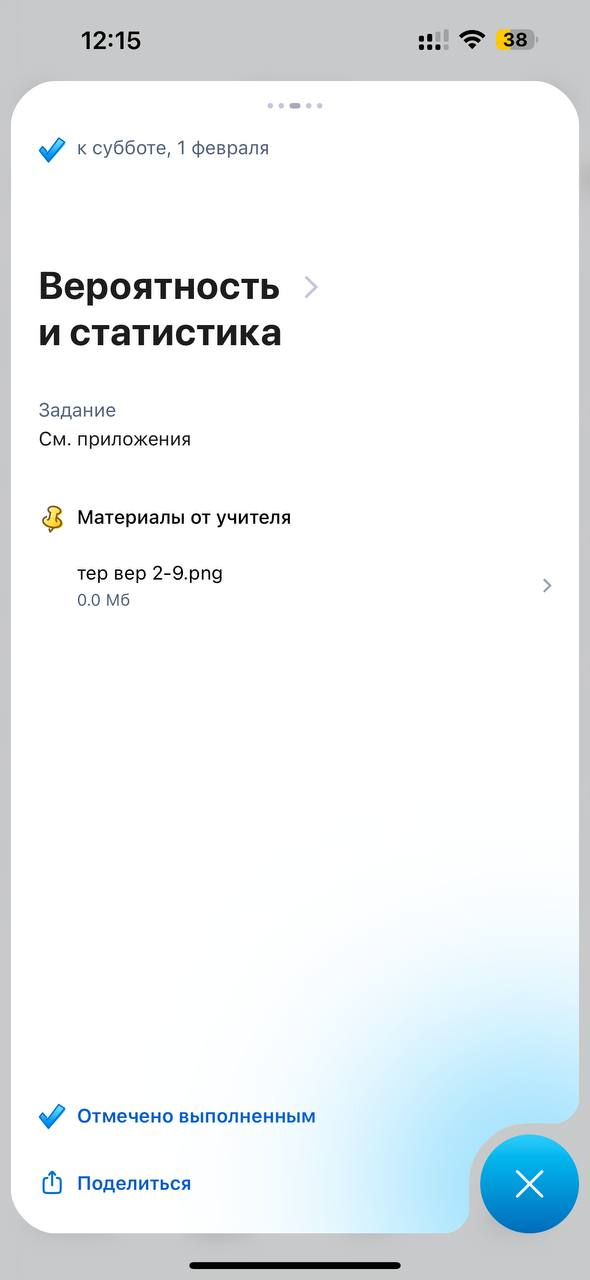 12:15
38
к субботе, 1 февраля
Вероятность
и статистика
Задание
См. приложения
Материалы от учителя
тер вер 2-9.png
0.0 Мб
Отмечено выполненным
Поделиться